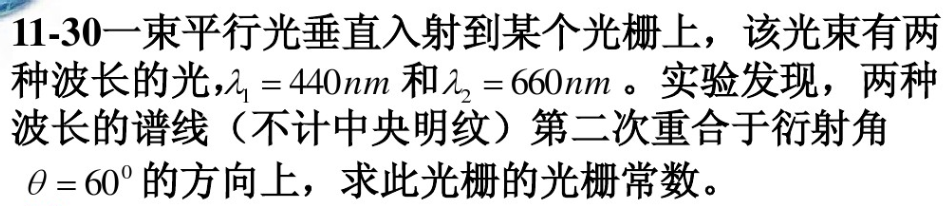 11-30一束平行光垂直入射到某个光栅上，该光束有两
种波长的光,λ₁ = 440nm 和λ₂ = 660nm 。实验发现，两种
波长的谱线（不计中央明纹）第二次重合于衍射角
θ = 60⁰ 的方向上，求此光栅的光栅常数。